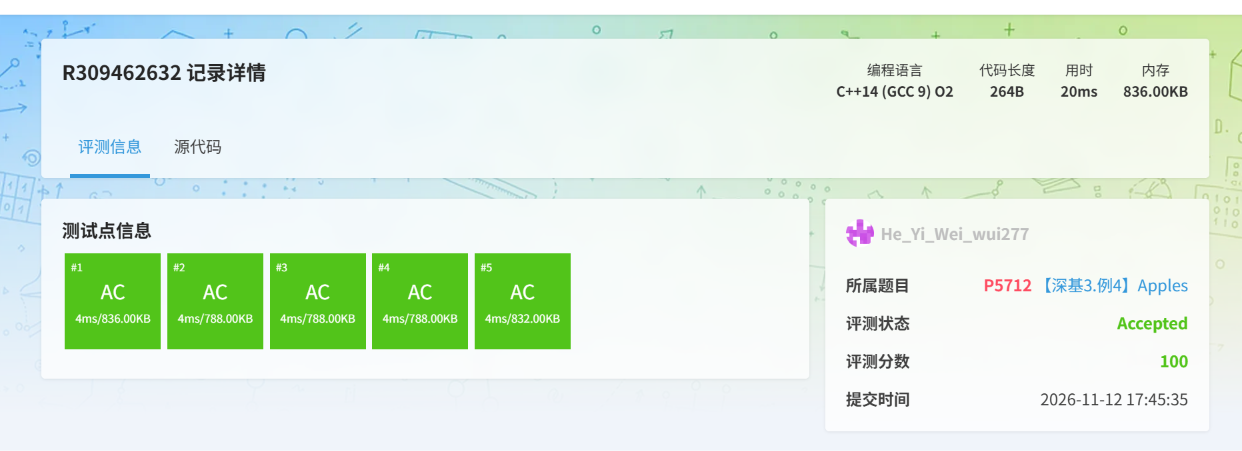 R309462632 记录详情
编程语言 代码长度 用时 内存
C++14 (GCC 9) O2 264B 20ms 836.00KB
评测信息 源代码
测试点信息
#1 #2 #3 #4 #5
AC AC AC AC AC
4ms/836.00KB 4ms/788.00KB 4ms/788.00KB 4ms/788.00KB 4ms/832.00KB
He_Yi_Wei_wui277
所属题目 P5712 【深基3.例4】Apples
评测状态 Accepted
评测分数 100
提交时间 2026-11-12 17:45:35